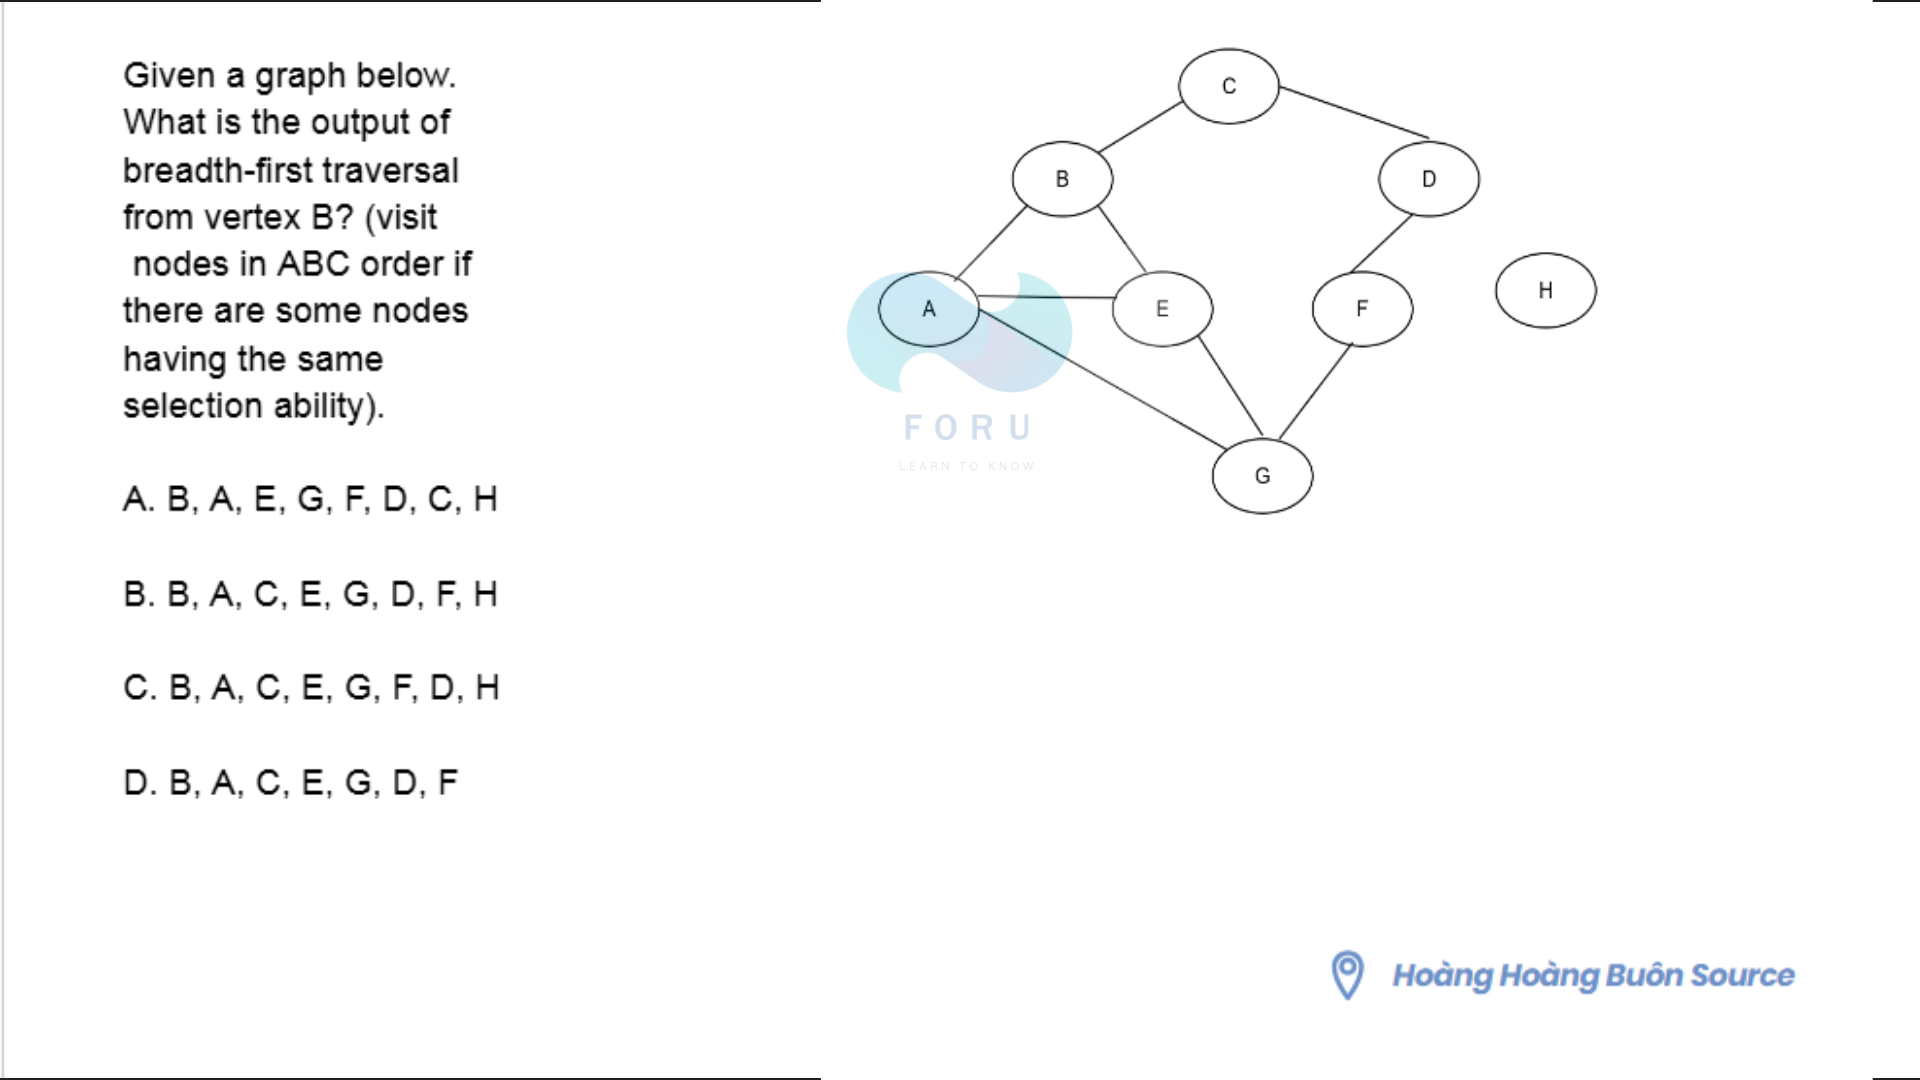 Given a graph below.
What is the output of
breadth-first traversal
from vertex B? (visit
nodes in ABC order if
there are some nodes
having the same
selection ability).
A. B, A, E, G, F, D, C, H
B. B, A, C, E, G, D, F, H
C. B, A, C, E, G, F, D, H
D. B, A, C, E, G, D, F
C
B
D
H
A
E
F
FORU
LEARN TO KNOW
G
Hoàng Hoàng Buôn Source